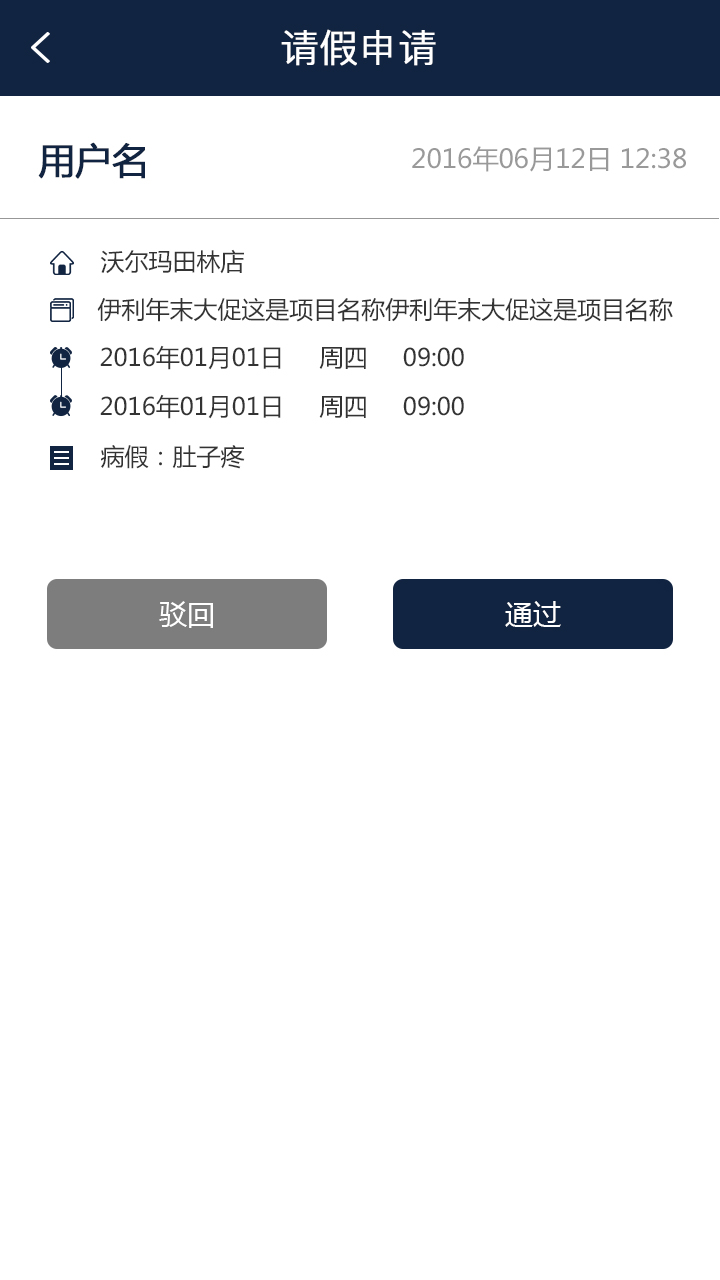 请假申请
用户名 2016年06月12日 12:38
沃尔玛田林店
伊利年末大促这是项目名称伊利年末大促这是项目名称
2016年01月01日 周四 09:00
2016年01月01日 周四 09:00
病假：肚子疼
驳回 通过